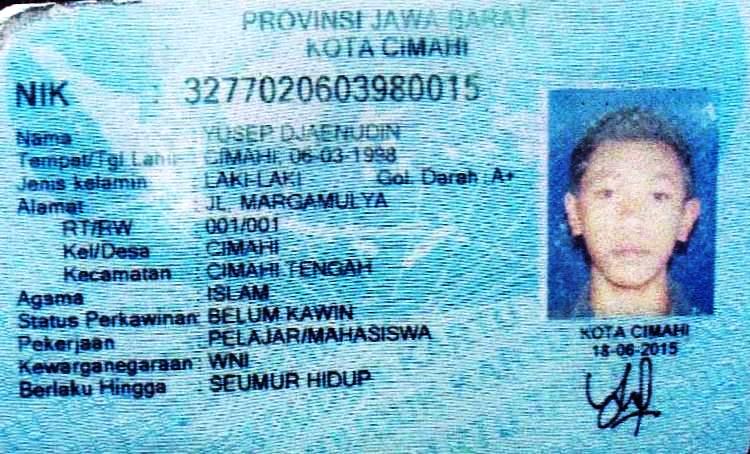 PROVINSI JAWA BARAT
KOTA CIMAHI
NIK : 3277020603980015
Nama : YUSEP DJAENUDIN
Tempat/Tgl Lahir : CIMAHI, 06-03-1998
Jenis kelamin : LAKI-LAKI Gol. Darah :A+
Alamat : JL. MARGAMULYA
RT/RW : 001/001
Kel/Desa : CIMAHI
Kecamatan : CIMAHI TENGAH
Agama : ISLAM
Status Perkawinan: BELUM KAWIN
Pekerjaan : PELAJAR/MAHASISWA
Kewarganegaraan: WNI
Berlaku Hingga : SEUMUR HIDUP
KOTA CIMAHI
18-06-2015